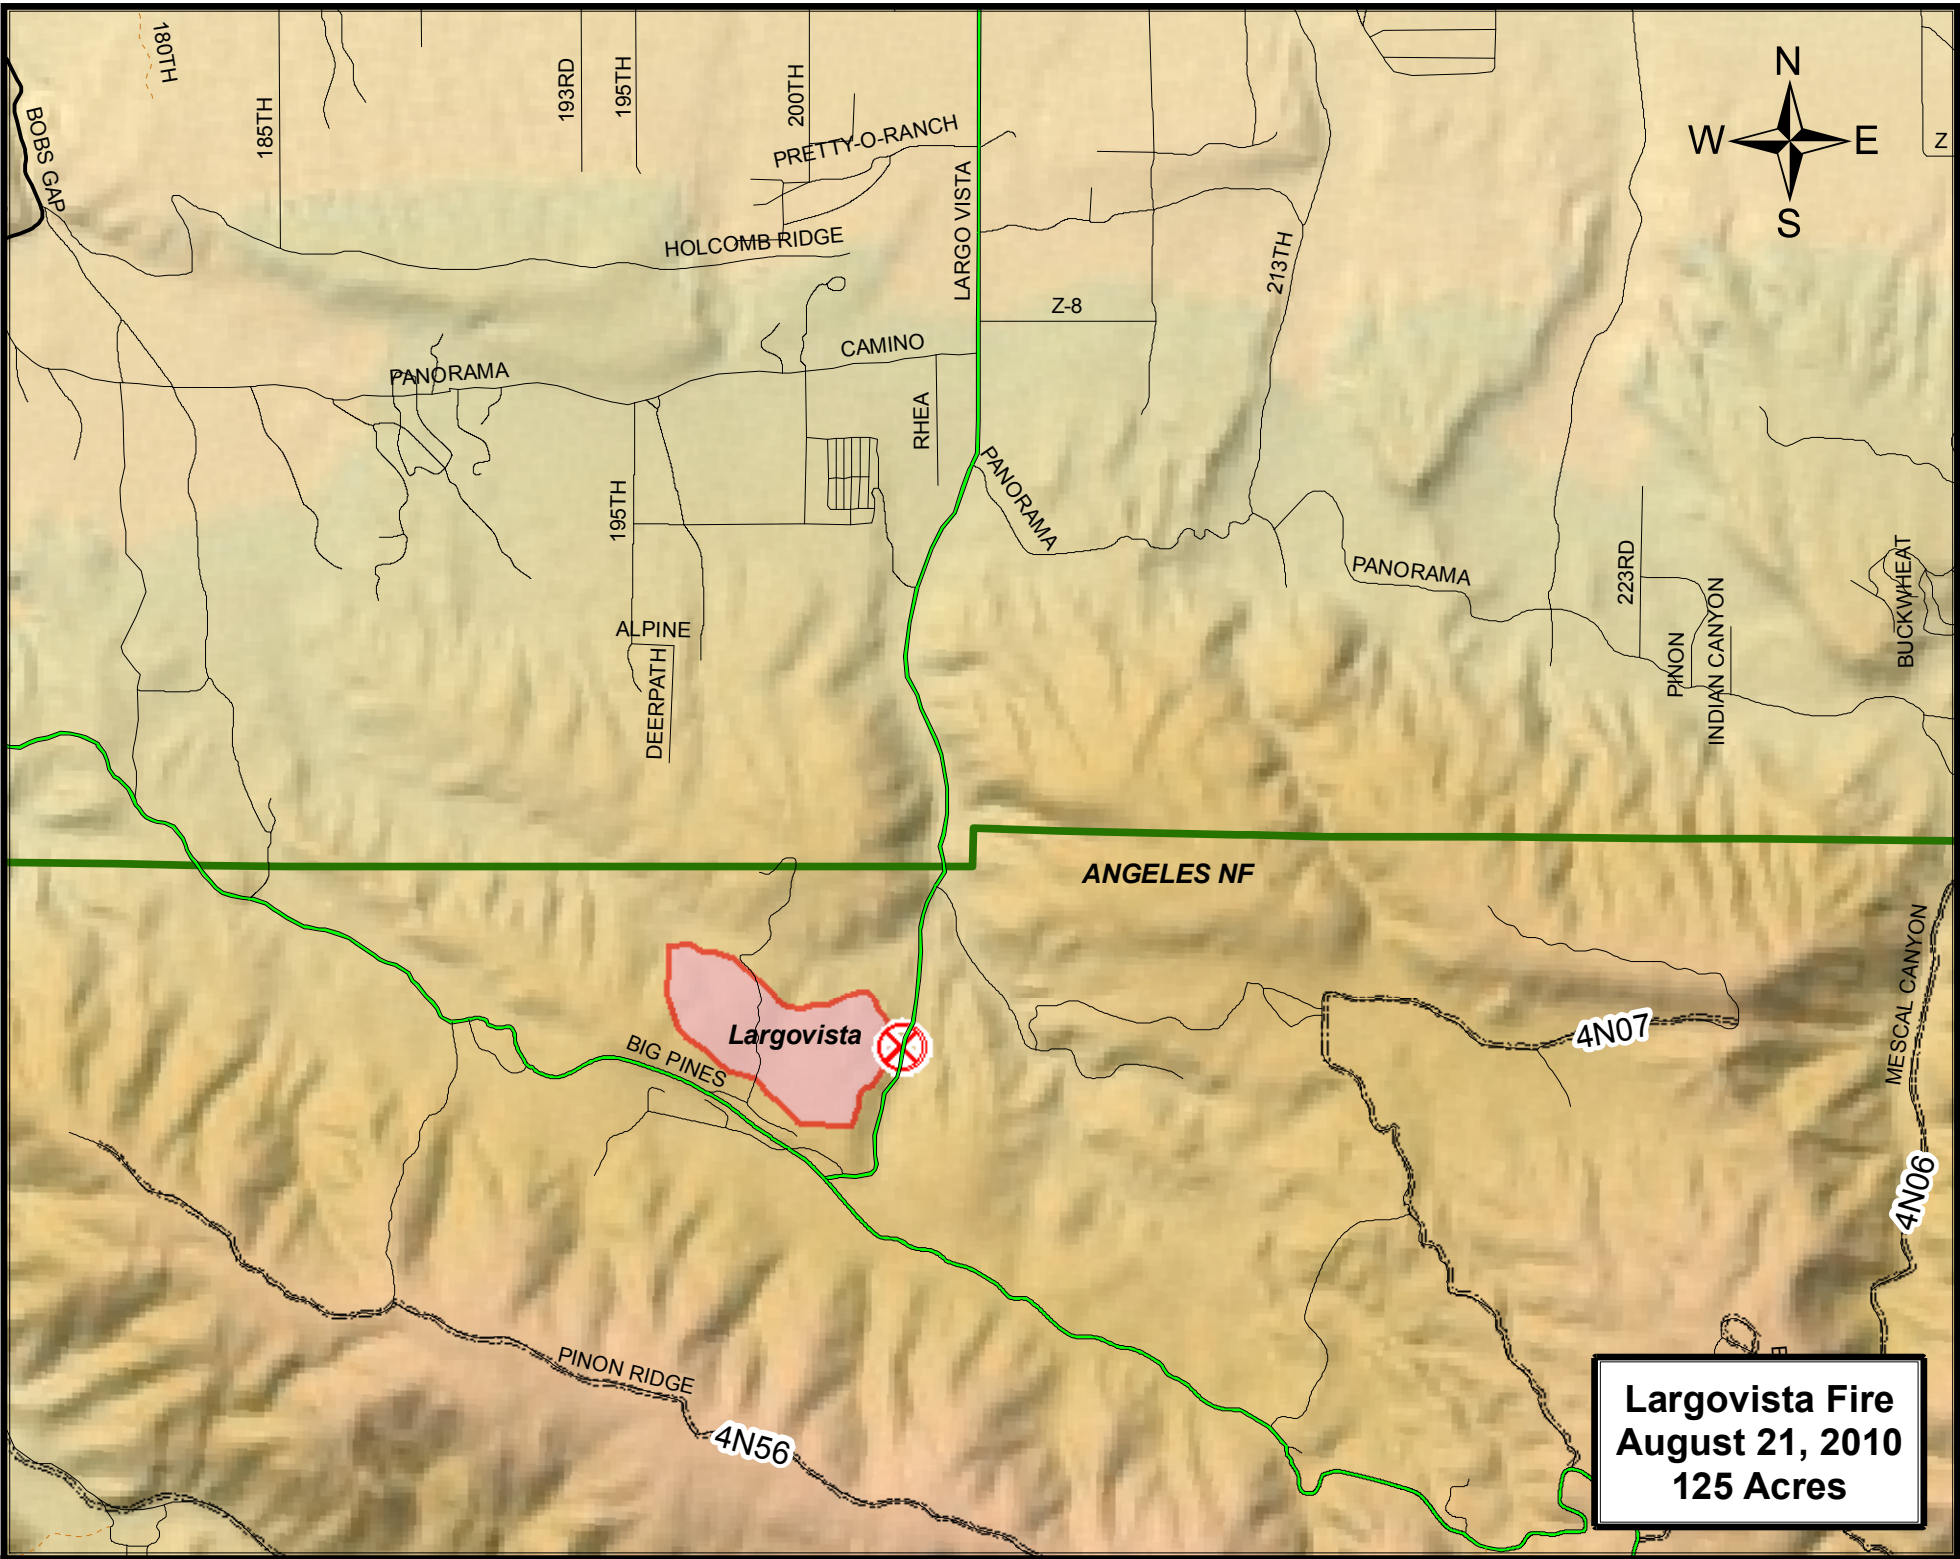 180TH
BOBS GAP
185TH
193RD
195TH
200TH
PRETTY-O-RANCH
N
W
E
S
Z
HOLCOMB RIDGE
LARGO VISTA
213TH
Z-8
PANORAMA
CAMINO
RHEA
PANORAMA
195TH
PANORAMA
223RD
BUCKWHEAT
ALPINE
DEERPATH
PINON
INDIAN CANYON
ANGELES NF
MESCAL CANYON
Largovista
BIG PINES
4N07
4N06
PINON RIDGE
4N56
Largovista Fire
August 21, 2010
125 Acres